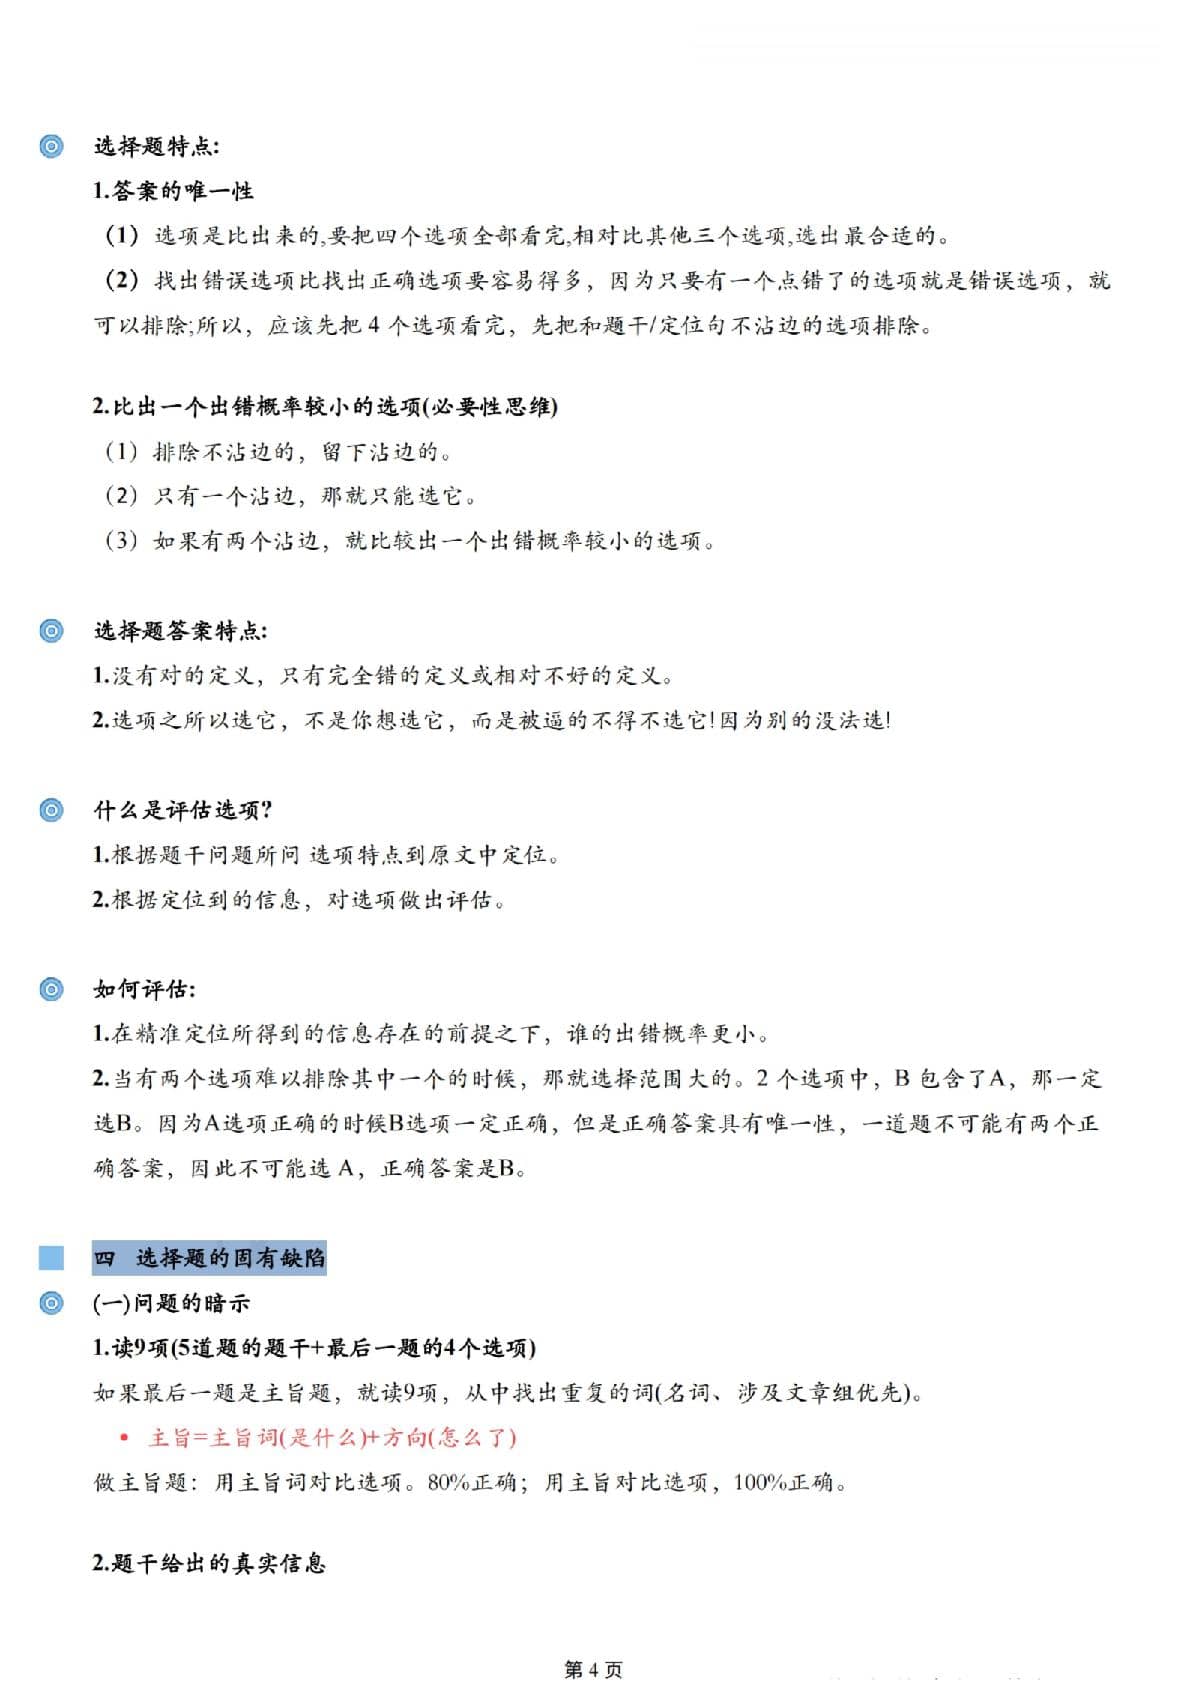 选择题特点:
1.答案的唯一性
（1）选项是比出来的,要把四个选项全部看完,相对比其他三个选项,选出最合适的。
（2）找出错误选项比找出正确选项要容易得多，因为只要有一个点错了的选项就是错误选项，就
可以排除;所以，应该先把 4 个选项看完，先把和题干/定位句不沾边的选项排除。
2.比出一个出错概率较小的选项(必要性思维)
（1）排除不沾边的，留下沾边的。
（2）只有一个沾边，那就只能选它。
（3）如果有两个沾边，就比较出一个出错概率较小的选项。
选择题答案特点:
1.没有对的定义，只有完全错的定义或相对不好的定义。
2.选项之所以选它，不是你想选它，而是被逼的不得不选它!因为别的没法选!
什么是评估选项?
1.根据题干问题所问 选项特点到原文中定位。
2.根据定位到的信息，对选项做出评估。
如何评估:
1.在精准定位所得到的信息存在的前提之下，谁的出错概率更小。
2.当有两个选项难以排除其中一个的时候，那就选择范围大的。2 个选项中，B 包含了A，那一定
选B。因为A选项正确的时候B选项一定正确，但是正确答案具有唯一性，一道题不可能有两个正
确答案，因此不可能选 A，正确答案是B。
四 选择题的固有缺陷
(一)问题的暗示
1.读9项(5道题的题干+最后一题的4个选项)
如果最后一题是主旨题，就读9项，从中找出重复的词(名词、涉及文章组优先)。
• 主旨=主旨词(是什么)+方向(怎么了)
做主旨题：用主旨词对比选项。80%正确；用主旨对比选项，100%正确。
2.题干给出的真实信息
第 4 页